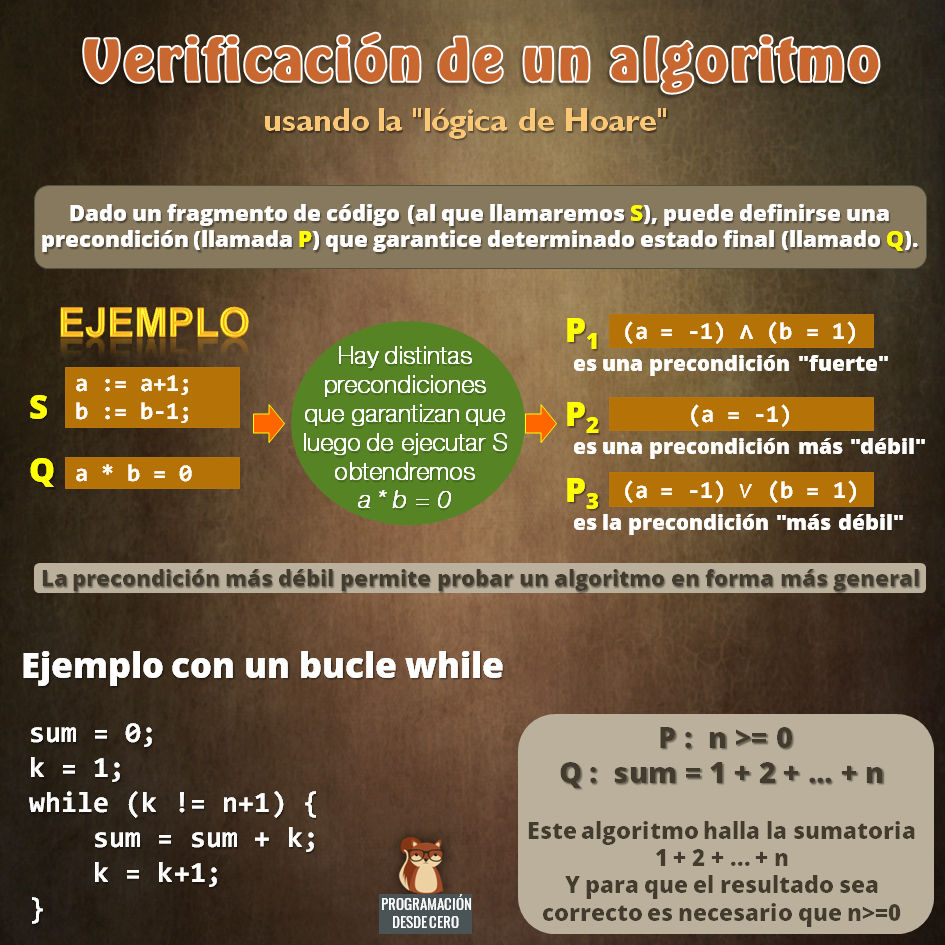 Verificación de un algoritmo
usando la "lógica de Hoare"
Dado un fragmento de código (al que llamaremos S), puede definirse una
precondición (llamada P) que garantice determinado estado final (llamado Q).
EJEMPLO
S
a := a+1;
b := b-1;
Q
a * b = 0
Hay distintas
precondiciones
que garantizan que
luego de ejecutar S
obtendremos
a * b = 0
P1 (a = -1) ∧ (b = 1)
es una precondición "fuerte"
P2 (a = -1)
es una precondición más "débil"
P3 (a = -1) ∨ (b = 1)
es la precondición "más débil"
La precondición más débil permite probar un algoritmo en forma más general
Ejemplo con un bucle while
sum = 0;
k = 1;
while (k != n+1) {
    sum = sum + k;
    k = k+1;
}
PROGRAMACIÓN
DESDE CERO
P : n >= 0
Q : sum = 1 + 2 + ... + n
Este algoritmo halla la sumatoria
1 + 2 + ... + n
Y para que el resultado sea
correcto es necesario que n>=0